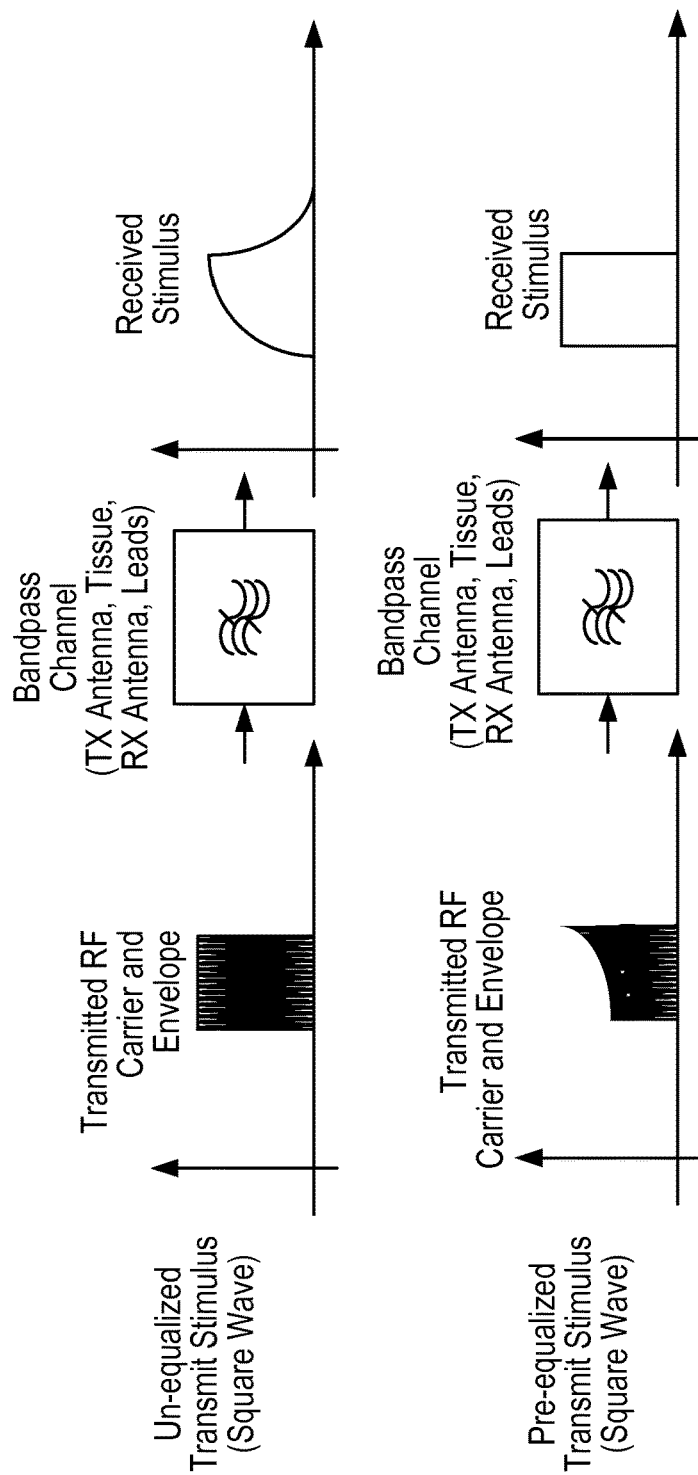 Un-equalized
Transmit Stimulus
(Square Wave)
Transmitted RF
Carrier and
Envelope
Bandpass
Channel
(TX Antenna, Tissue,
RX Antenna, Leads)
Received
Stimulus
Pre-equalized
Transmit Stimulus
(Square Wave)
Transmitted RF
Carrier and Envelope
Bandpass
Channel
(TX Antenna, Tissue,
RX Antenna, Leads)
Received
Stimulus